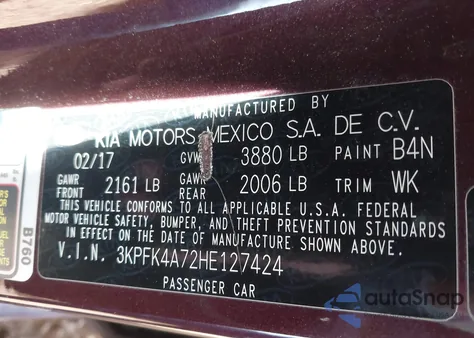 MANUFACTURED BY
KIA MOTORS MEXICO S.A. DE C.V.
02/17 GVWR 3880 LB PAINT B4N
GAWR FRONT 2161 LB GAWR REAR 2006 LB TRIM WK
THIS VEHICLE CONFORMS TO ALL APPLICABLE U.S.A. FEDERAL
MOTOR VEHICLE SAFETY, BUMPER, AND THEFT PREVENTION STANDARDS
IN EFFECT ON THE DATE OF MANUFACTURE SHOWN ABOVE.
V.I.N. 3KPFK4A72HE127424
PASSENGER CAR
B760
autoSnap